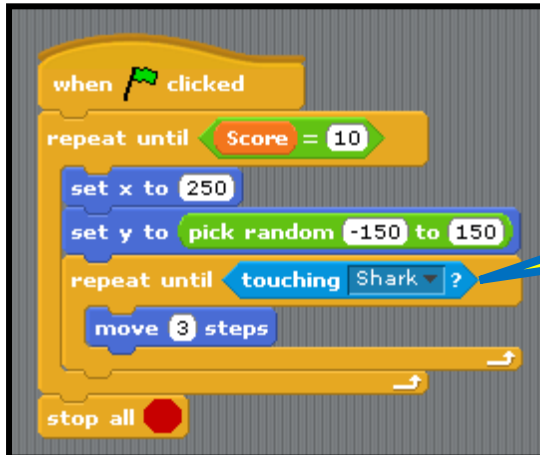 when clicked
repeat until Score = 10
set x to 250
set y to pick random -150 to 150
repeat until touching Shark ?
move 3 steps
stop all